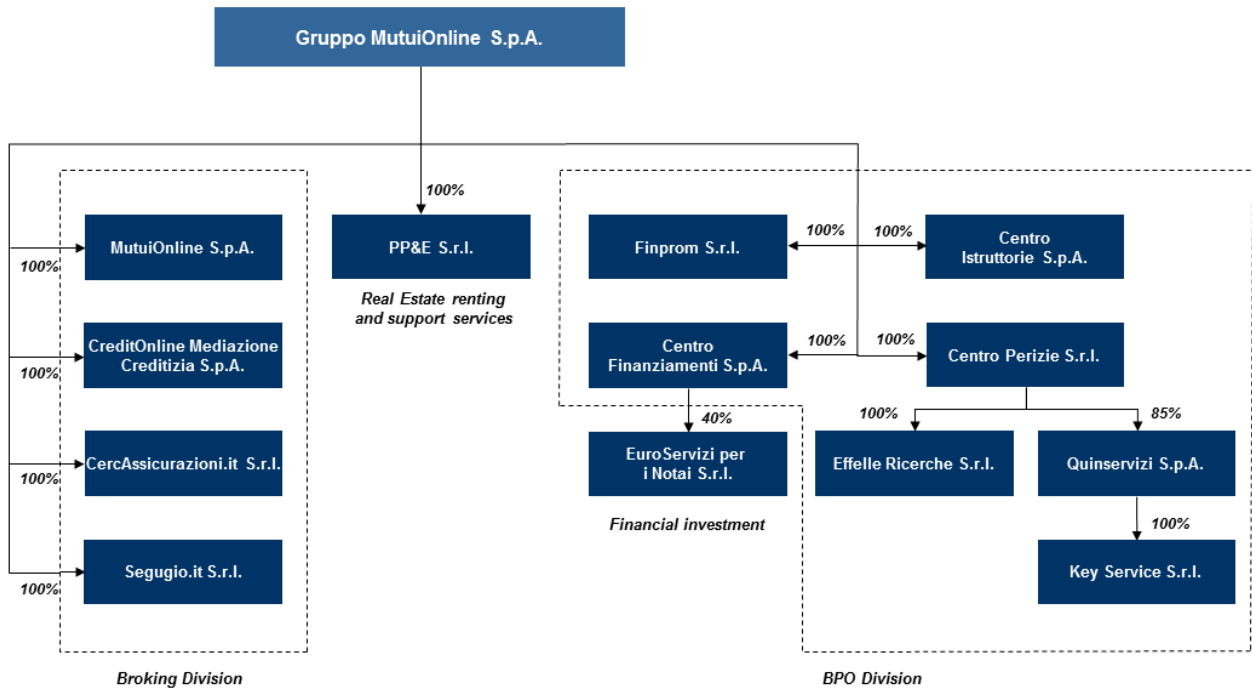 Gruppo MutuiOnline S.p.A.
100%
MutuiOnline S.p.A.
100%
PP&E S.r.l.
Finprom S.r.l.
100%
100%
Centro
Istruttorie S.p.A.
Real Estate renting
and support services
CreditOnline Mediazione
Creditizia S.p.A.
100%
Centro
Finanziamenti S.p.A.
100%
100%
Centro Perizie S.r.l.
40%
100%
85%
CercAssicurazioni.it S.r.l.
100%
EuroServizi per
i Notai S.r.l.
Effelle Ricerche S.r.l.
Quinservizi S.p.A.
Financial investment
100%
Segugio.it S.r.l.
100%
Key Service S.r.l.
Broking Division
BPO Division